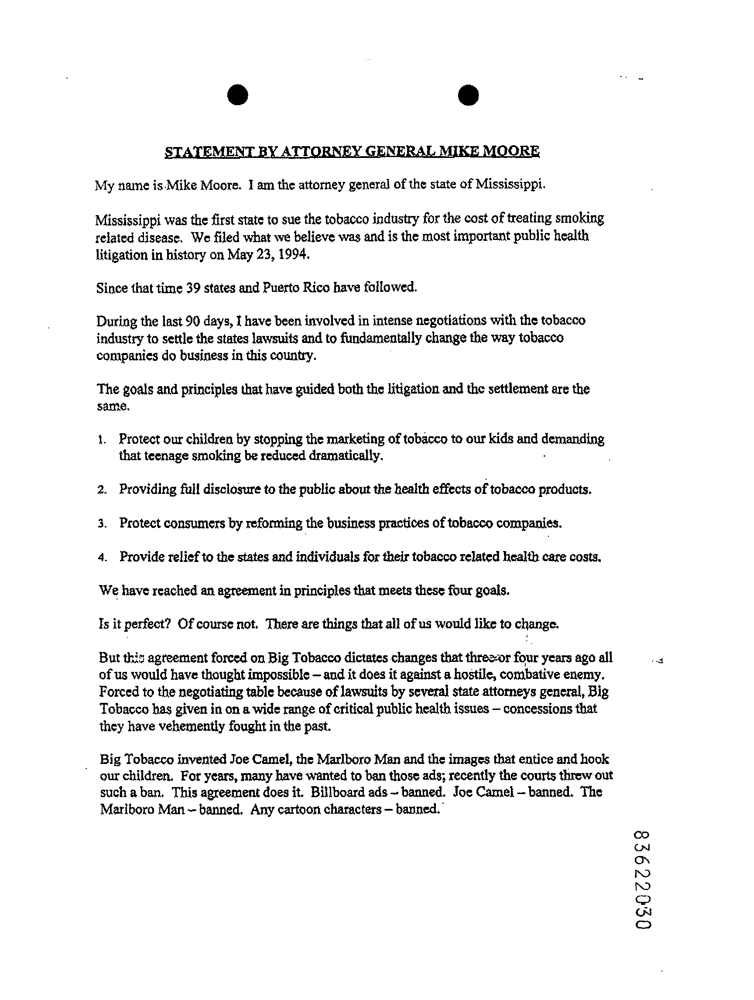 STATEMENT BY ATTORNEY GENERAL MIKE MOORE
My name is Mike Moore. I am the attorney general of the state of Mississippi.
Mississippi was the first state to sue the tobacco industry for the cost of treating smoking
related disease. We filed what we believe was and is the most important public health
litigation in history on May 23, 1994.
Since that time 39 states and Puerto Rico have followed.
During the last 90 days, I have been involved in intense negotiations with the tobacco
industry to settle the states lawsuits and to fundamentally change the way tobacco
companies do business in this country.
The goals and principles that have guided both the litigation and the settlement are the
same.
1. Protect our children by stopping the marketing of tobacco to our kids and demanding
that teenage smoking be reduced dramatically.
2. Providing full disclosure to the public about the health effects of tobacco products.
3. Protect consumers by reforming the business practices of tobacco companies.
4. Provide relief to the states and individuals for their tobacco related health care costs.
We have reached an agreement in principles that meets these four goals.
Is it perfect? Of course not. There are things that all of us would like to change.
But this agreement forced on Big Tobacco dictates changes that three or four years ago all
of us would have thought impossible – and it does it against a hostile, combative enemy.
Forced to the negotiating table because of lawsuits by several state attorneys general, Big
Tobacco has given in on a wide range of critical public health issues – concessions that
they have vehemently fought in the past.
Big Tobacco invented Joe Camel, the Marlboro Man and the images that entice and hook
our children. For years, many have wanted to ban those ads; recently the courts threw out
such a ban. This agreement does it. Billboard ads – banned. Joe Camel – banned. The
Marlboro Man – banned. Any cartoon characters – banned.
83622030